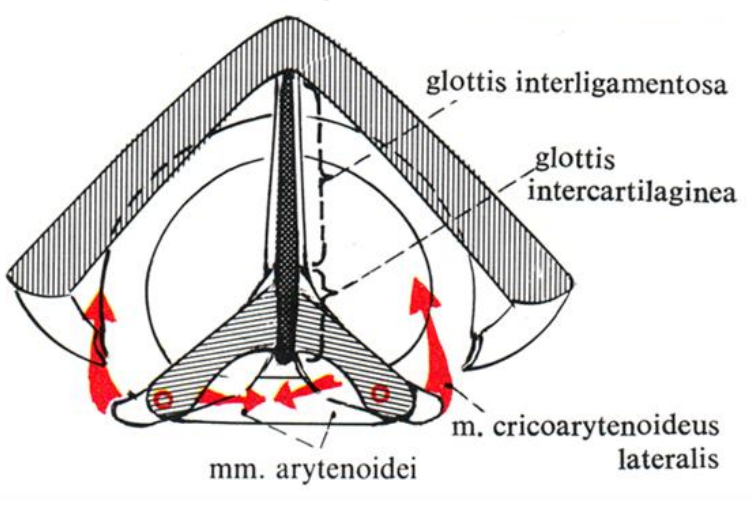 glottis interligamentosa
glottis
intercartilaginea
m. cricoarytenoideus
lateralis
mm. arytenoidei